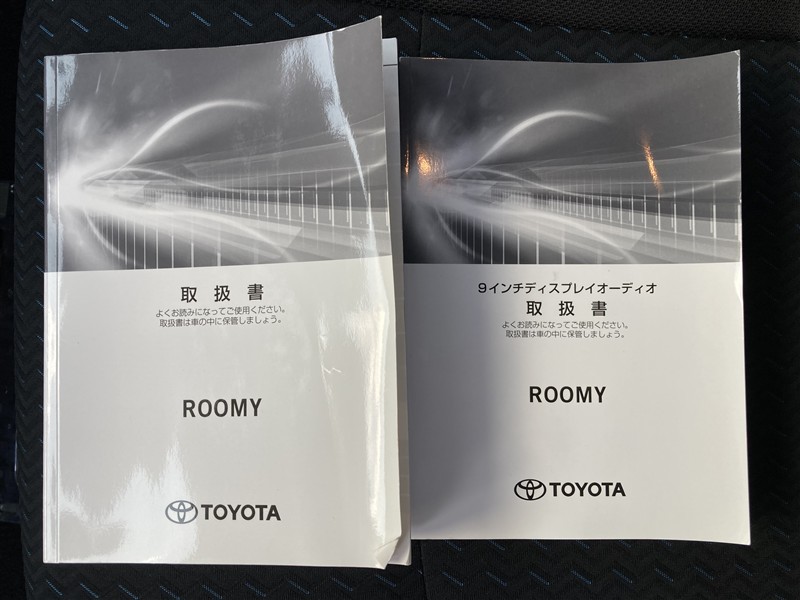 取扱書
よくお読みになってご使用ください。
取扱書は車の中に保管しましょう。
ROOMY
TOYOTA
9インチディスプレイオーディオ
取扱書
よくお読みになってご使用ください。
取扱書は車の中に保管しましょう。
ROOMY
TOYOTA